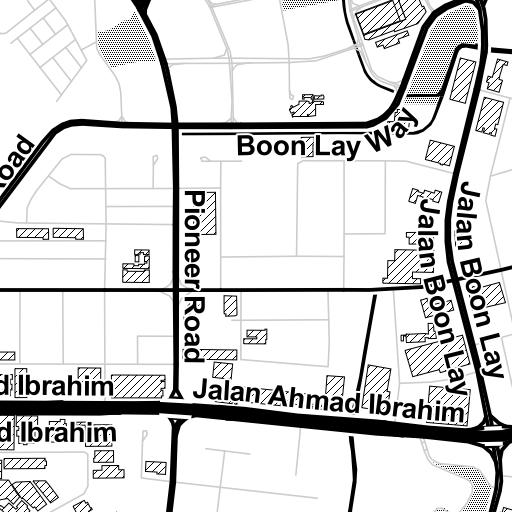 Boon Lay Way
Road
Pioneer Road
Jalan Boon Lay
Jalan Boon Lay
d Ibrahim
Jalan Ahmad Ibrahim
d Ibrahim